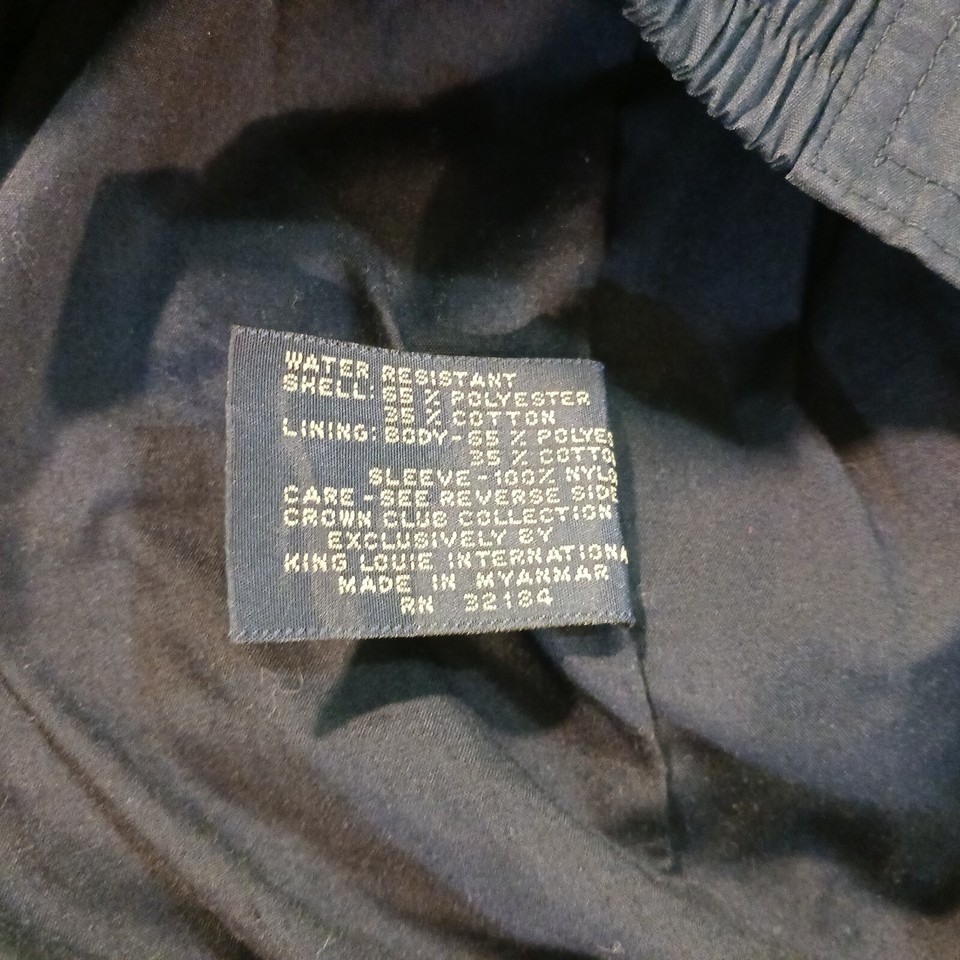 WATER RESISTANT
SHELL: 65 % POLYESTER
35 % COTTON
LINING: BODY-65 % POLYES
35 % COTTO
SLEEVE-100% NYLO
CARE-SEE REVERSE SIDE
CROWN CLUB COLLECTION
EXCLUSIVELY BY
KING LOUIE INTERNATIONA
MADE IN MYANMAR
RN 32184